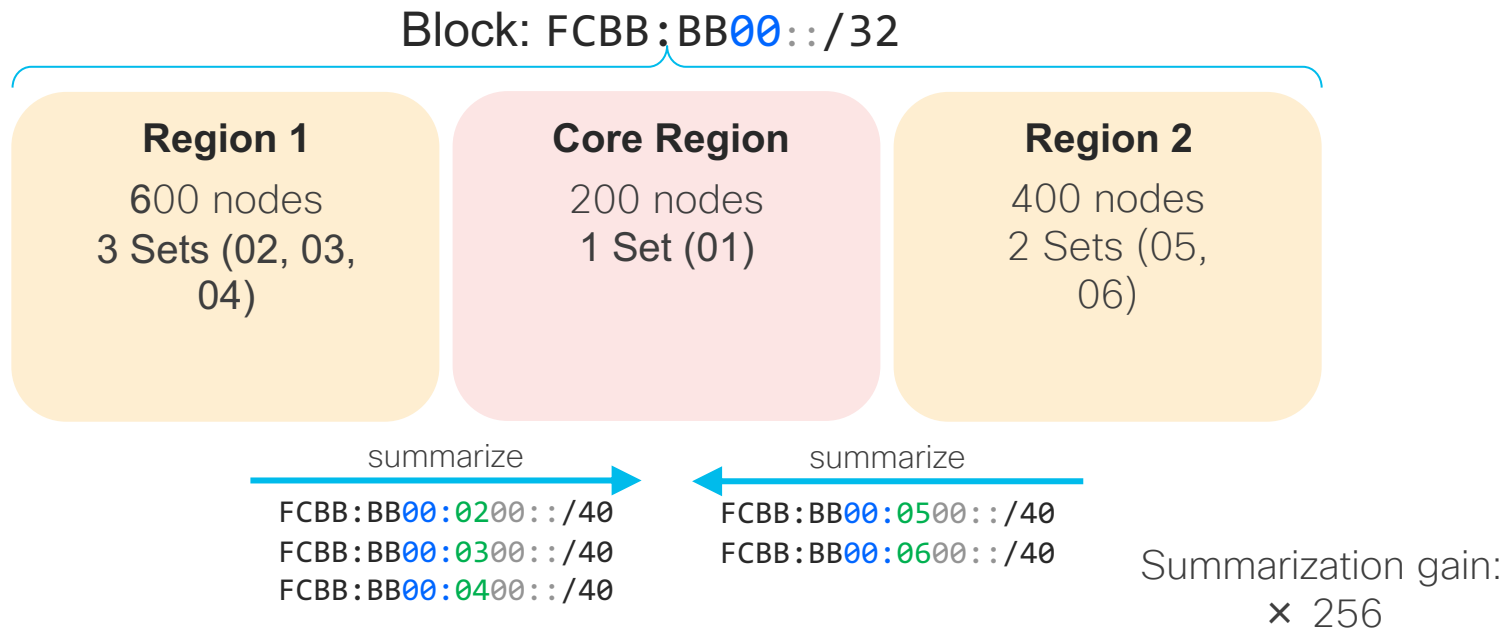 Block: FCBB:BB00::/32
Region 1
600 nodes
3 Sets (02, 03,
04)
Core Region
200 nodes
1 Set (01)
Region 2
400 nodes
2 Sets (05,
06)
summarize
FCBB:BB00:0200::/40
FCBB:BB00:0300::/40
FCBB:BB00:0400::/40
summarize
FCBB:BB00:0500::/40
FCBB:BB00:0600::/40
Summarization gain:
× 256